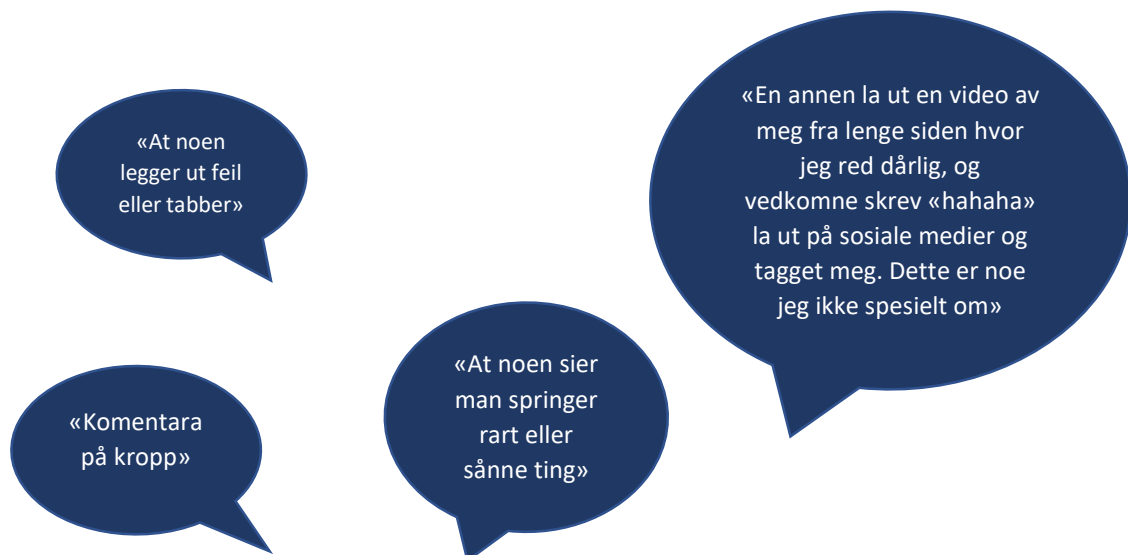 «At noen
legger ut feil
eller tabber»
«En annen la ut en video av
meg fra lenge siden hvor
jeg red dårlig, og
vedkomne skrev «hahaha»
la ut på sosiale medier og
tagget meg. Dette er noe
jeg ikke spesielt om»
«Komentara
på kropp»
«At noen sier
man springer
rart eller
sånne ting»